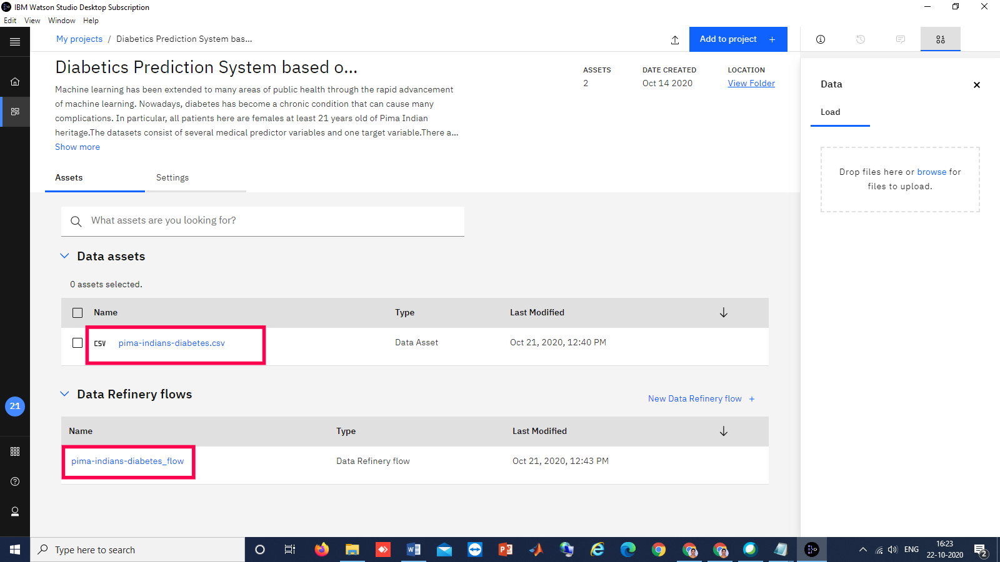 IBM Watson Studio Desktop Subscription
Edit View Window Help
My projects / Diabetics Prediction System bas...
Add to project +
Diabetics Prediction System based o...
ASSETS DATE CREATED LOCATION
2 Oct 14 2020 View Folder
Machine learning has been extended to many areas of public health through the rapid advancement
of machine learning. Nowadays, diabetes has become a chronic condition that can cause many
complications. In particular, all patients here are females at least 21 years old of Pima Indian
heritage.The datasets consist of several medical predictor variables and one target variable.There a...
Show more
Assets Settings
What assets are you looking for?
Data assets
0 assets selected.
Name Type Last Modified
CSV pima-indians-diabetes.csv Data Asset Oct 21, 2020, 12:40 PM
Data Refinery flows
New Data Refinery flow +
Name Type Last Modified
pima-indians-diabetes_flow Data Refinery flow Oct 21, 2020, 12:43 PM
Data
Load
Drop files here or browse for
files to upload.
21
Type here to search
ENG
16:23
22-10-2020
2